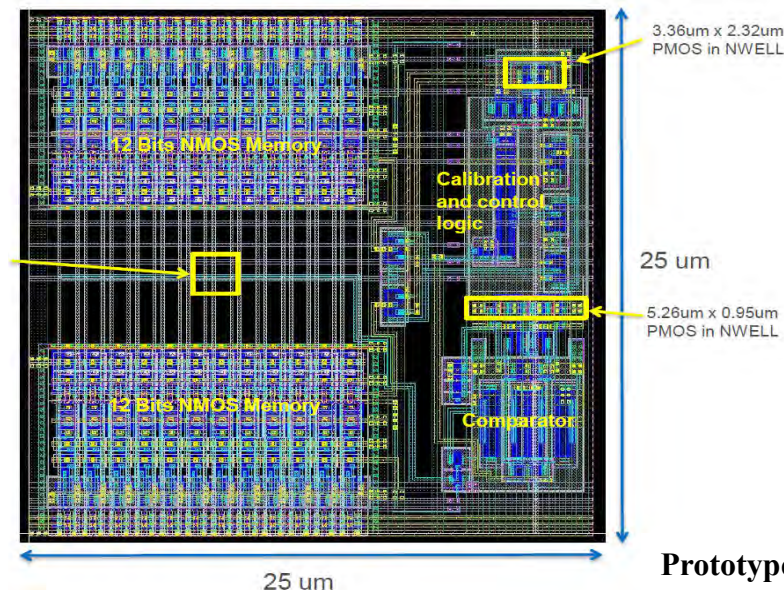 3.36um x 2.32um
PMOS in NWELL
12 Bits NMOS Memory
Calibration
and control
logic
25 um
5.26um x 0.95um
PMOS in NWELL
12 Bits NMOS Memory
Comparator
25 um
Prototype